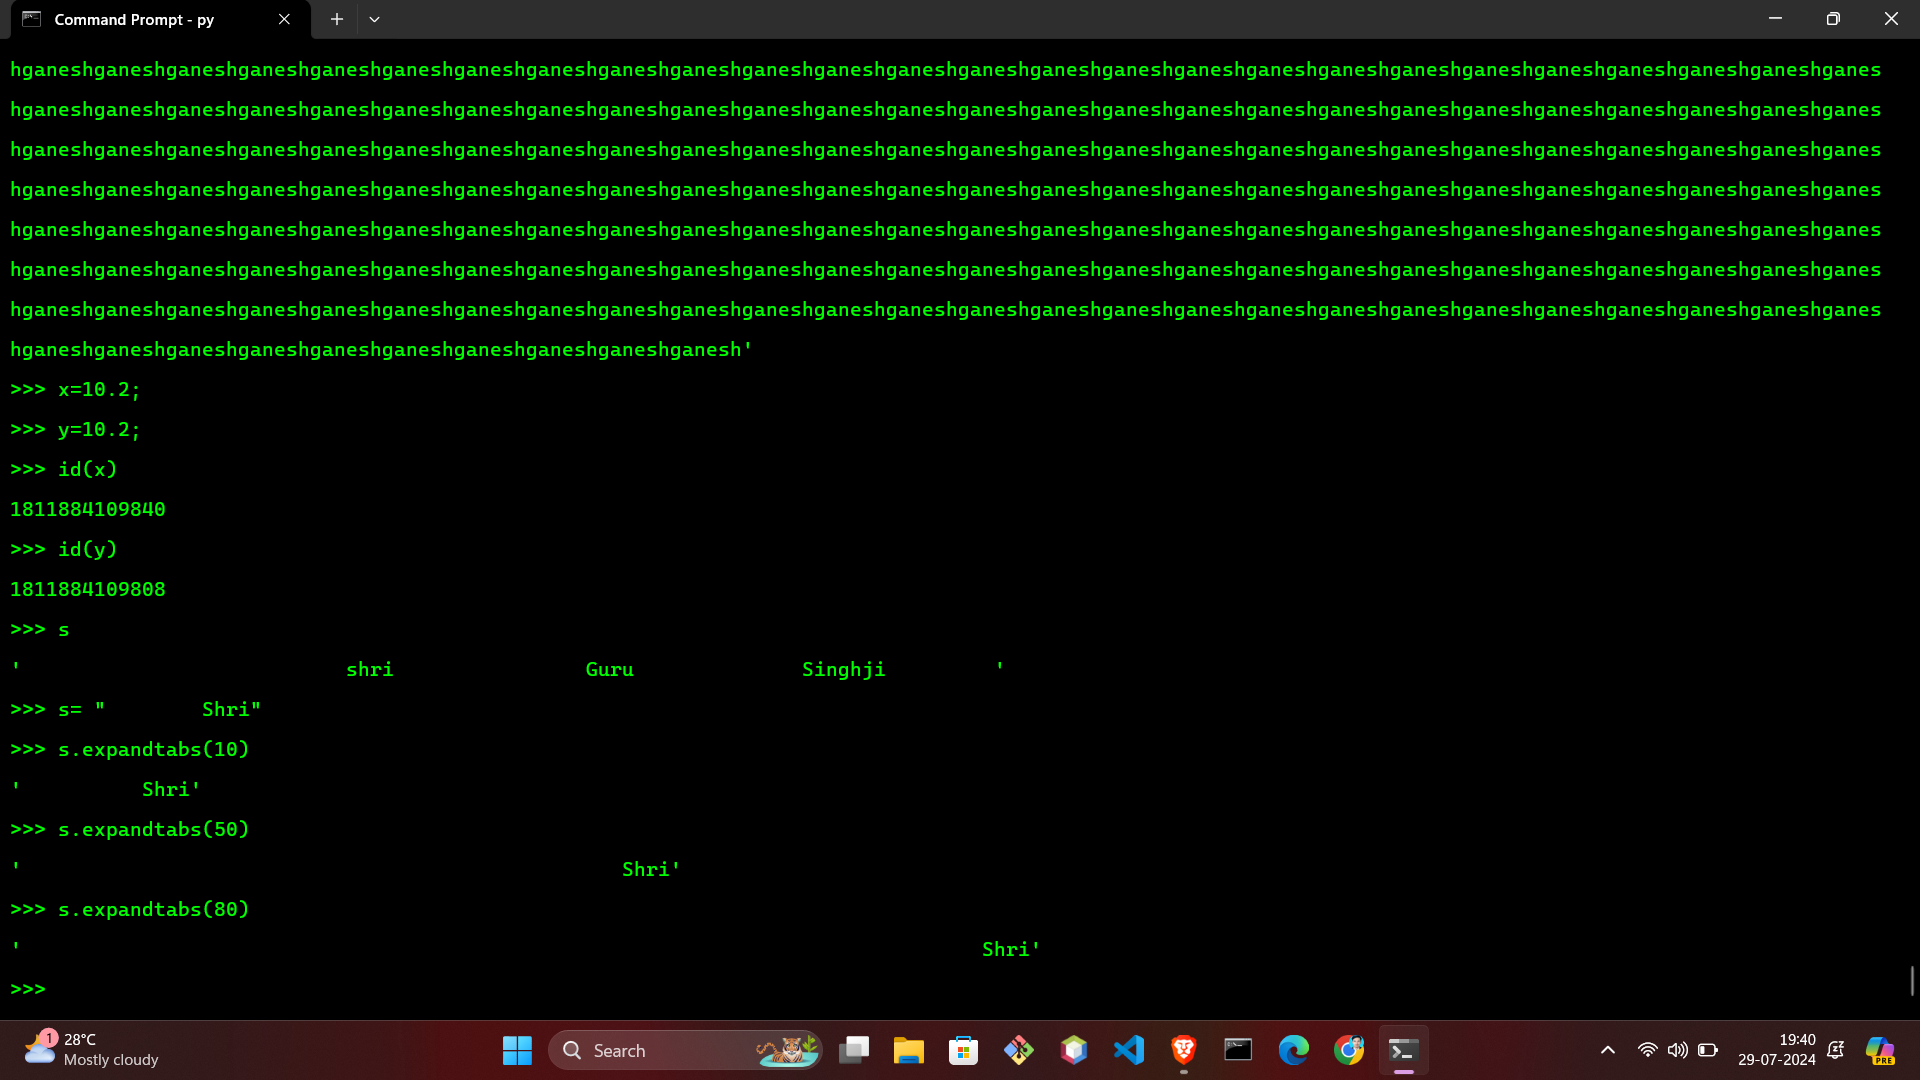 Command Prompt - py
hganeshganeshganeshganeshganeshganeshganeshganeshganeshganeshganeshganeshganeshganeshganeshganeshganeshganeshganeshganeshganeshganeshganeshganeshganeshganes
hganeshganeshganeshganeshganeshganeshganeshganeshganeshganeshganeshganeshganeshganeshganeshganeshganeshganeshganeshganeshganeshganeshganeshganeshganeshganes
hganeshganeshganeshganeshganeshganeshganeshganeshganeshganeshganeshganeshganeshganeshganeshganeshganeshganeshganeshganeshganeshganeshganeshganeshganeshganes
hganeshganeshganeshganeshganeshganeshganeshganeshganeshganeshganeshganeshganeshganeshganeshganeshganeshganeshganeshganeshganeshganeshganeshganeshganeshganes
hganeshganeshganeshganeshganeshganeshganeshganeshganeshganeshganeshganeshganeshganeshganeshganeshganeshganeshganeshganeshganeshganeshganeshganeshganeshganes
hganeshganeshganeshganeshganeshganeshganeshganeshganeshganeshganeshganeshganeshganeshganeshganeshganeshganeshganeshganeshganeshganeshganeshganeshganeshganes
hganeshganeshganeshganeshganeshganeshganeshganeshganeshganeshganeshganeshganeshganeshganeshganeshganeshganeshganeshganeshganeshganeshganeshganeshganeshganes
hganeshganeshganeshganeshganeshganeshganeshganeshganeshganesh'
>>> x=10.2;
>>> y=10.2;
>>> id(x)
1811884109840
>>> id(y)
1811884109808
>>> s
'                           shri                Guru              Singhji         '
>>> s= "        Shri"
>>> s.expandtabs(10)
'          Shri'
>>> s.expandtabs(50)
'                                                  Shri'
>>> s.expandtabs(80)
'                                                                                Shri'
>>>
1
28°C
Mostly cloudy
Search
PRE
19:40
29-07-2024